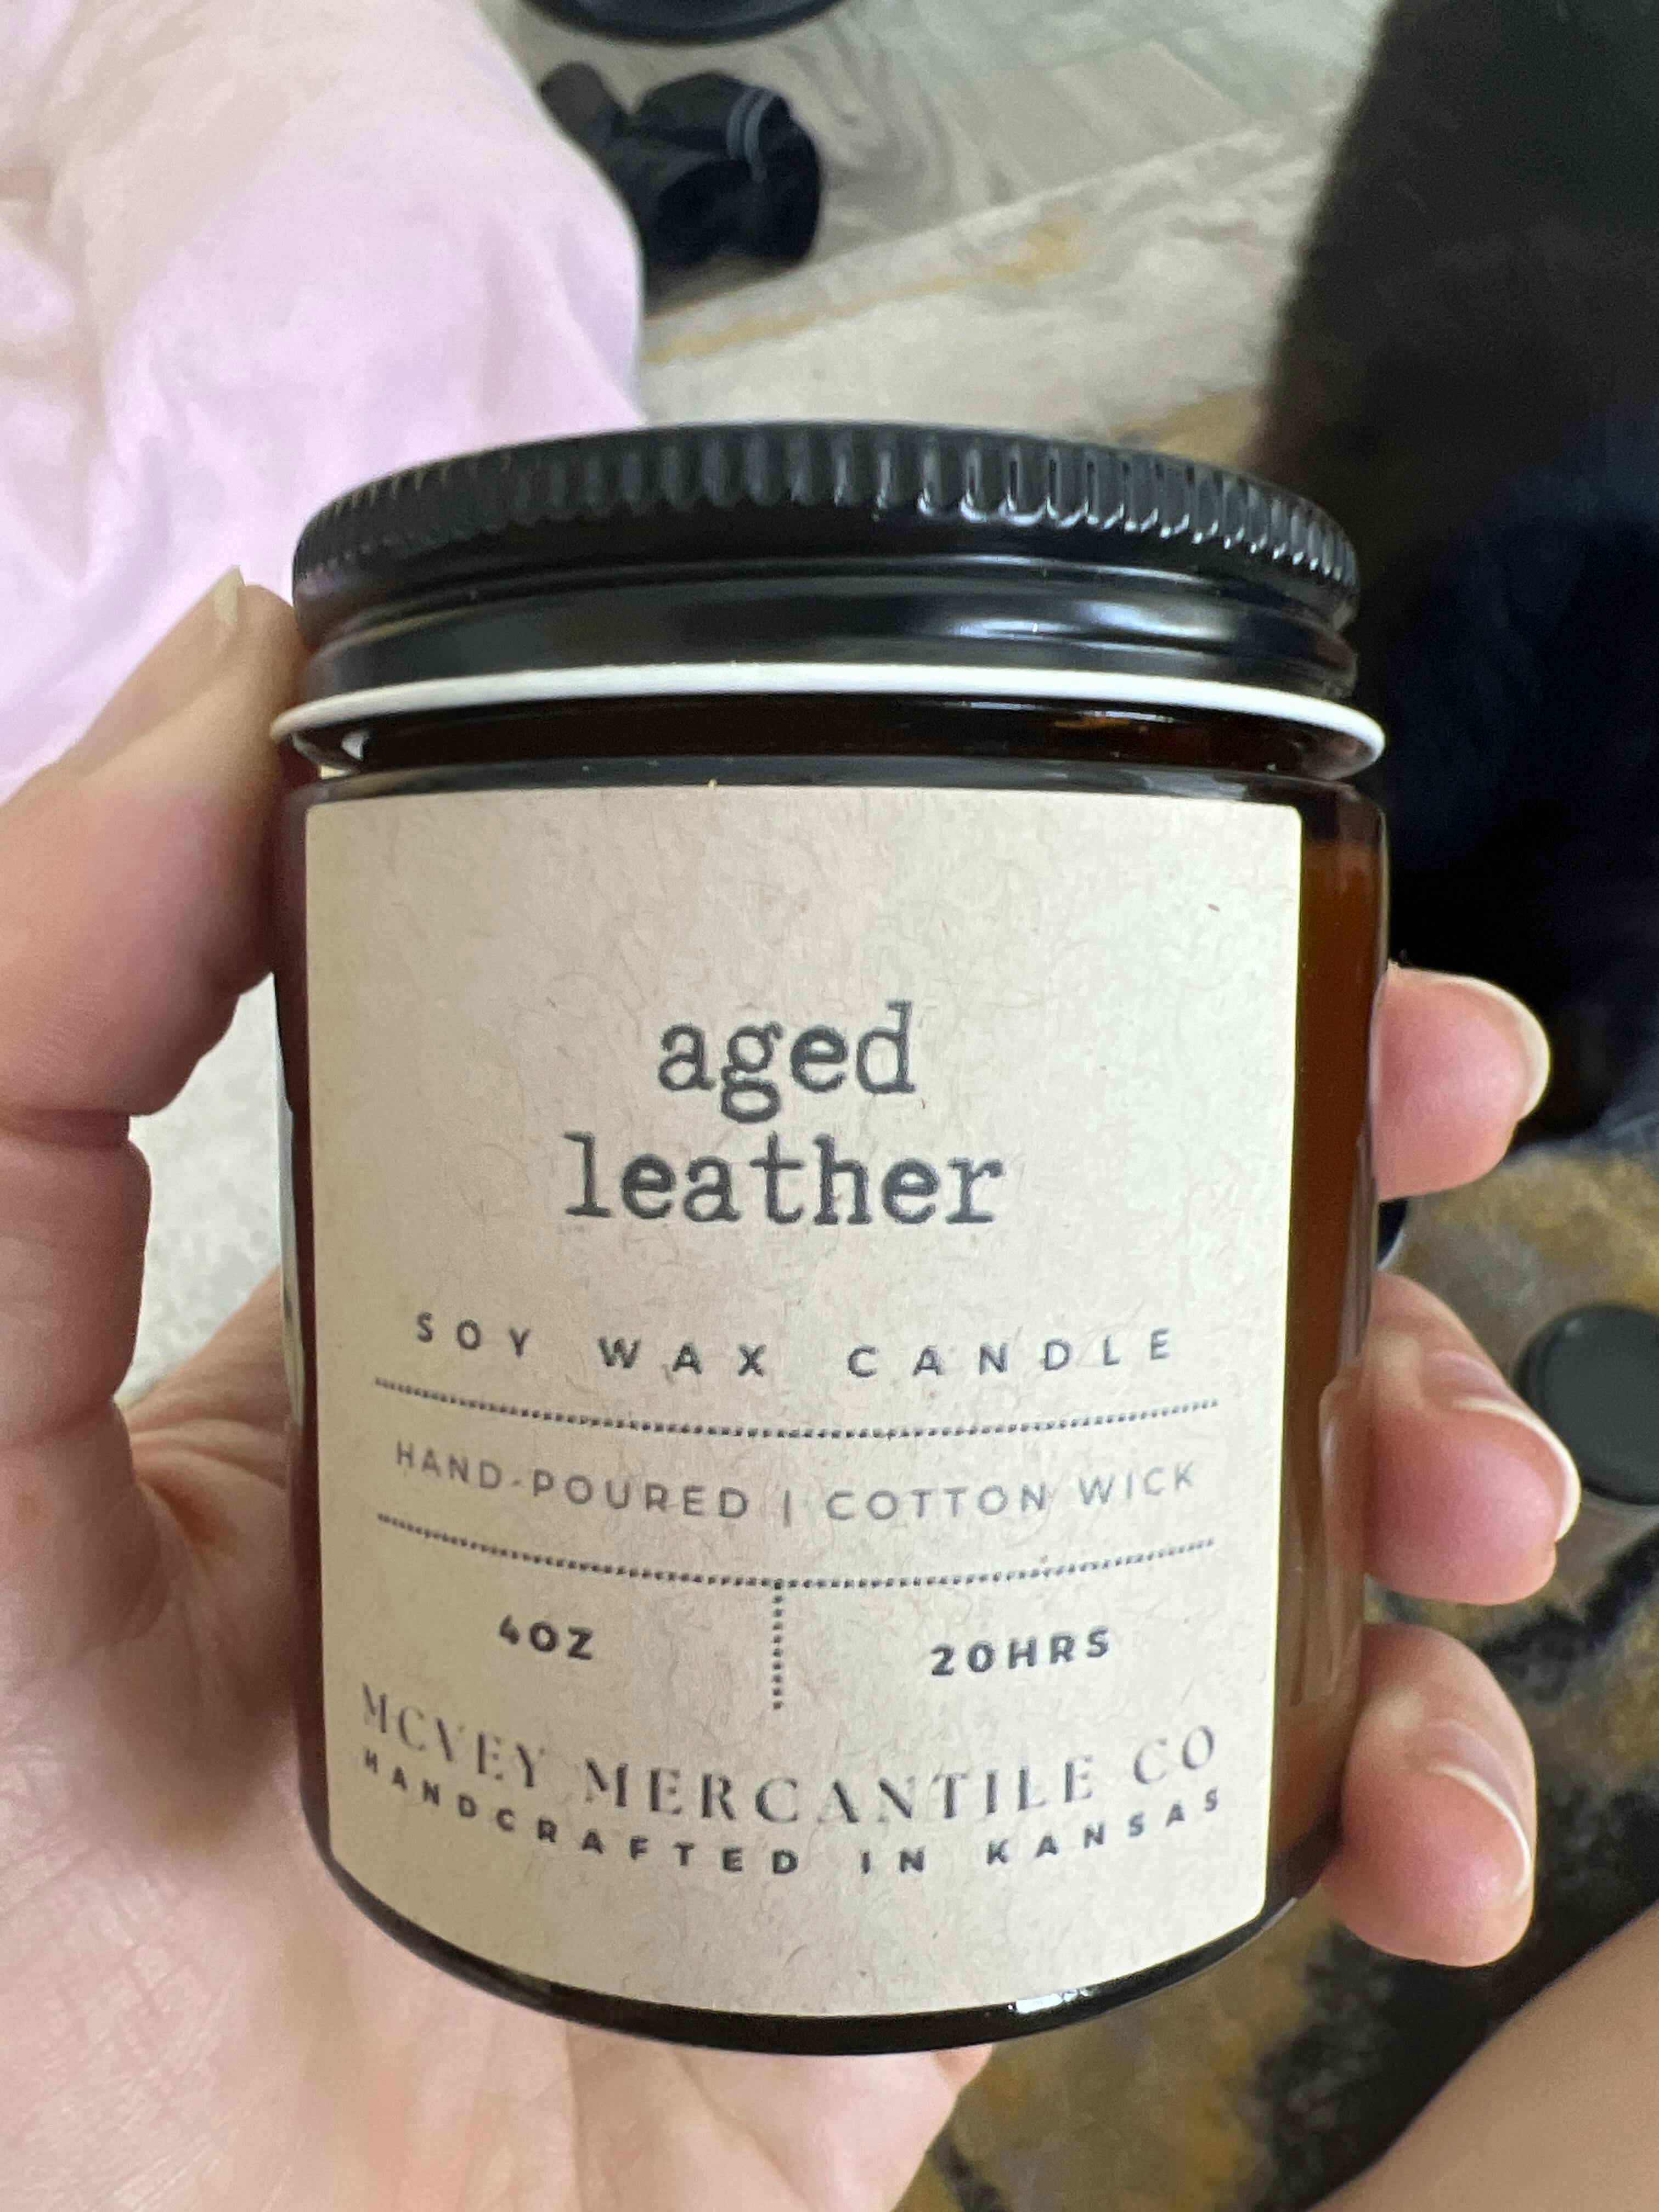 aged
leather
SOY WAX CANDLE
HAND-POURED | COTTON WICK
4OZ 20HRS
MCVEY MERCANTILE CO
HANDCRAFTED IN KANSAS